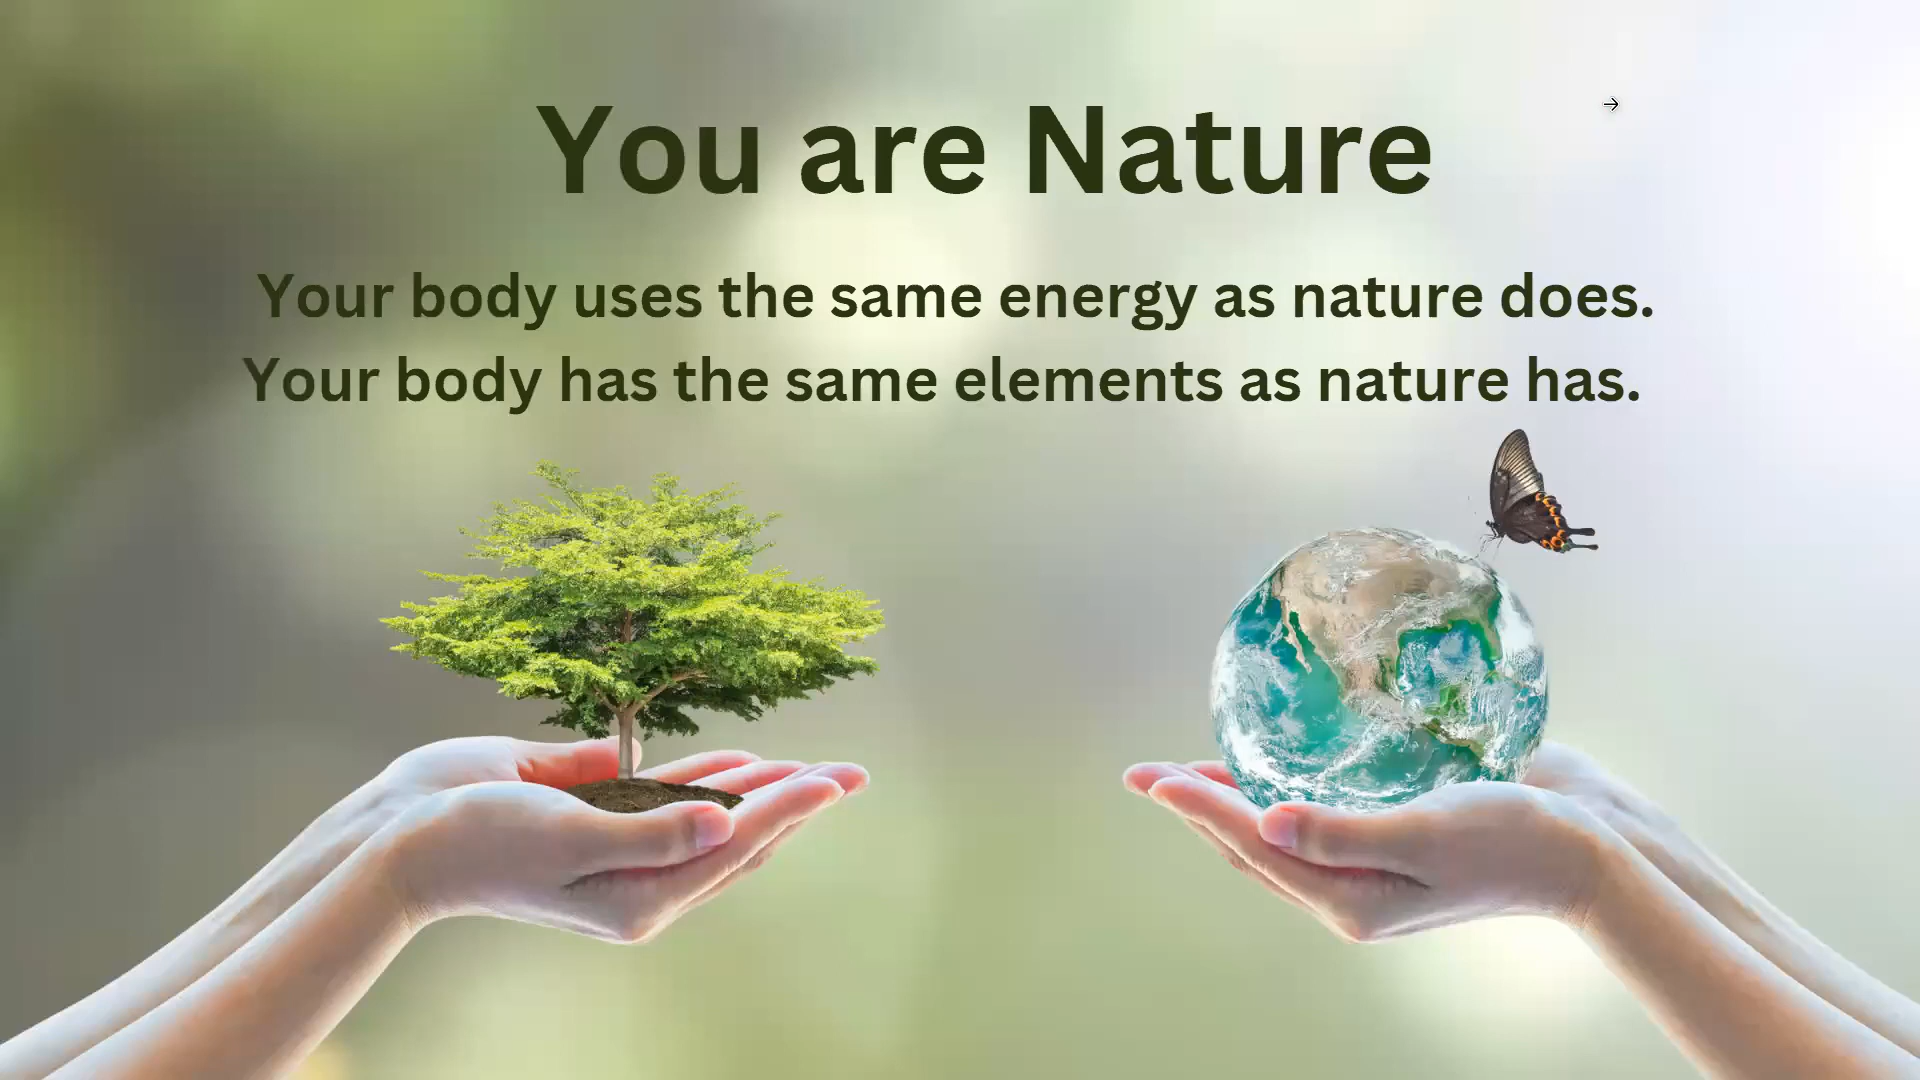 You are Nature
Your body uses the same energy as nature does.
Your body has the same elements as nature has.